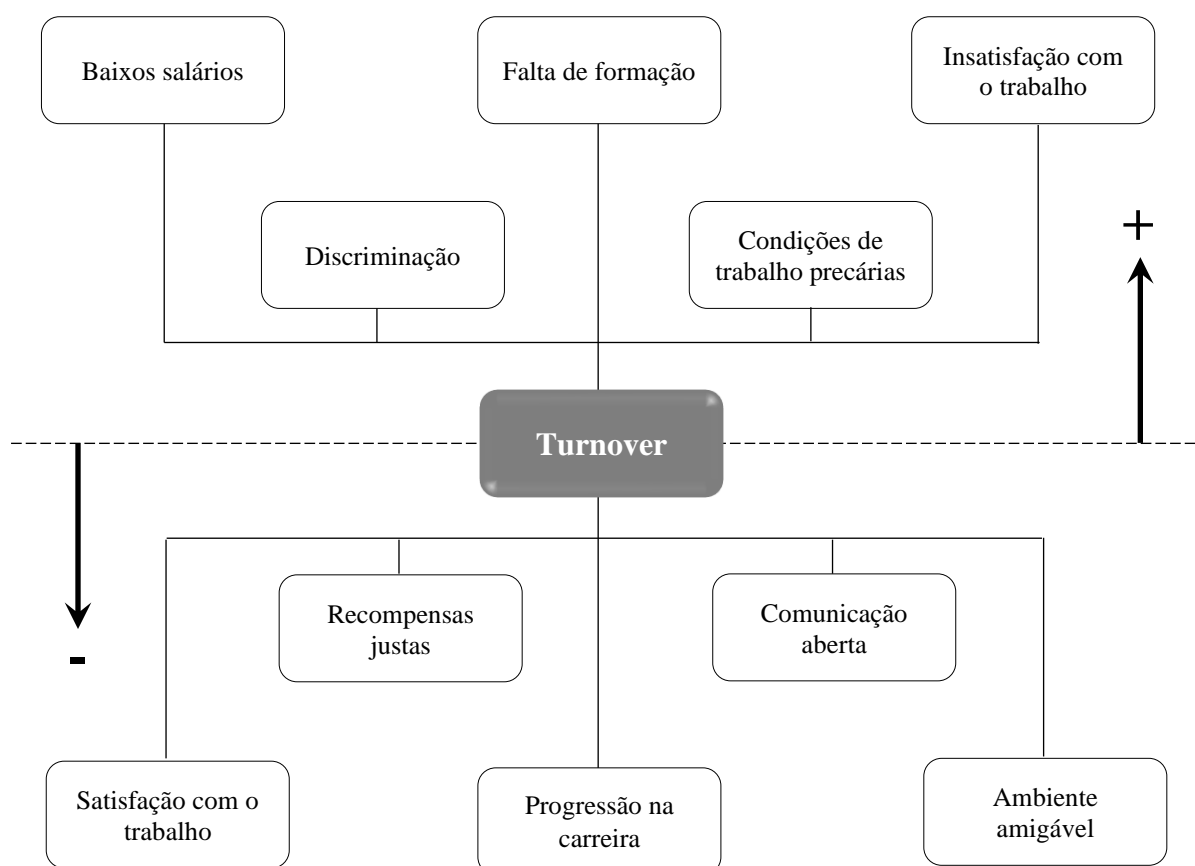 Baixos salários
Falta de formação
Insatisfação com
o trabalho
Discriminação
Condições de
trabalho precárias
+
Turnover
Recompensas
justas
Comunicação
aberta
-
Satisfação com o
trabalho
Progressão na
carreira
Ambiente
amigável